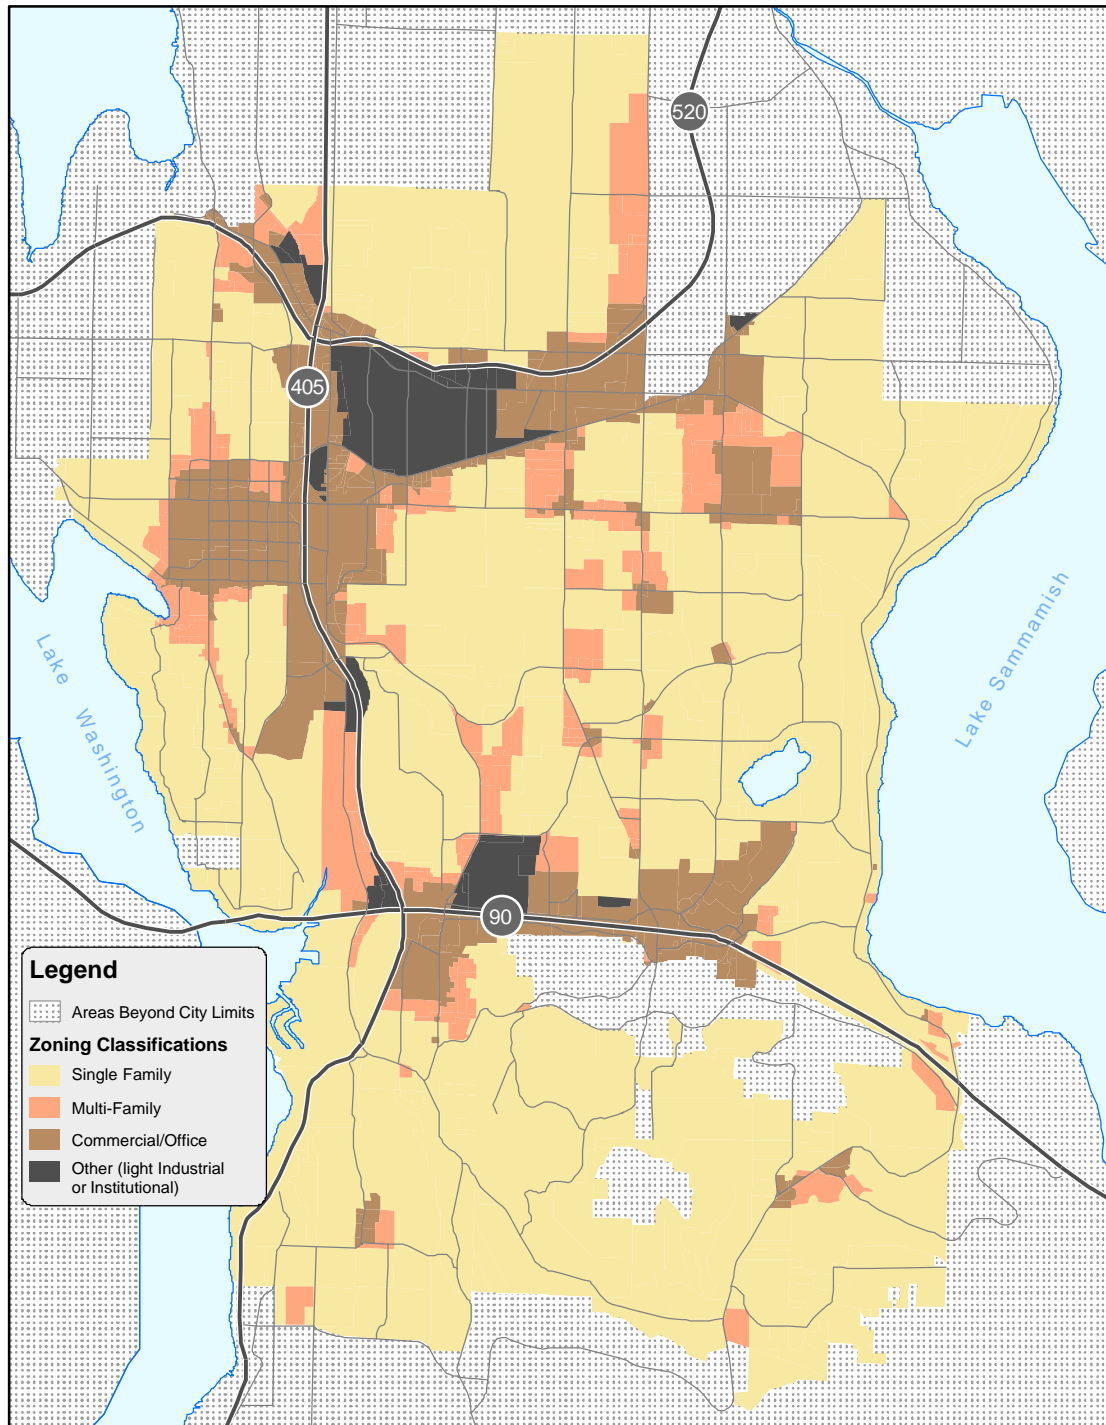 520
405
Lake Washington
Lake Sammamish
90
Legend
Areas Beyond City Limits
Zoning Classifications
Single Family
Multi-Family
Commercial/Office
Other (light Industrial
or Institutional)